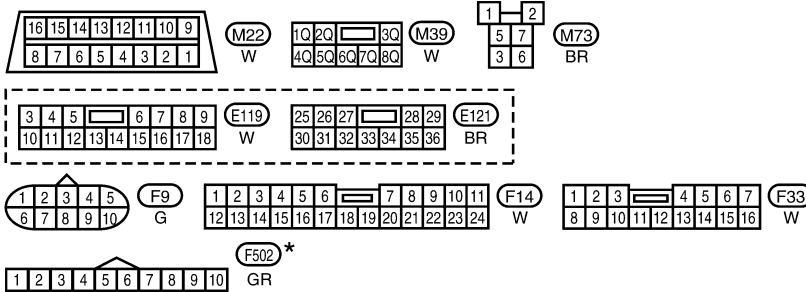 16 15 14 13 12 11 10 9
8 7 6 5 4 3 2 1
M22
W
1Q 2Q 3Q
4Q 5Q 6Q 7Q 8Q
M39
W
1 2
5 7
3 6
M73
BR
3 4 5 6 7 8 9
10 11 12 13 14 15 16 17 18
E119
W
25 26 27 28 29
30 31 32 33 34 35 36
E121
BR
1 2 3 4 5
6 7 8 9 10
F9
G
1 2 3 4 5 6 7 8 9 10 11
12 13 14 15 16 17 18 19 20 21 22 23 24
F14
W
1 2 3 4 5 6 7
8 9 10 11 12 13 14 15 16
F33
W
1 2 3 4 5 6 7 8 9 10
F502 *
GR